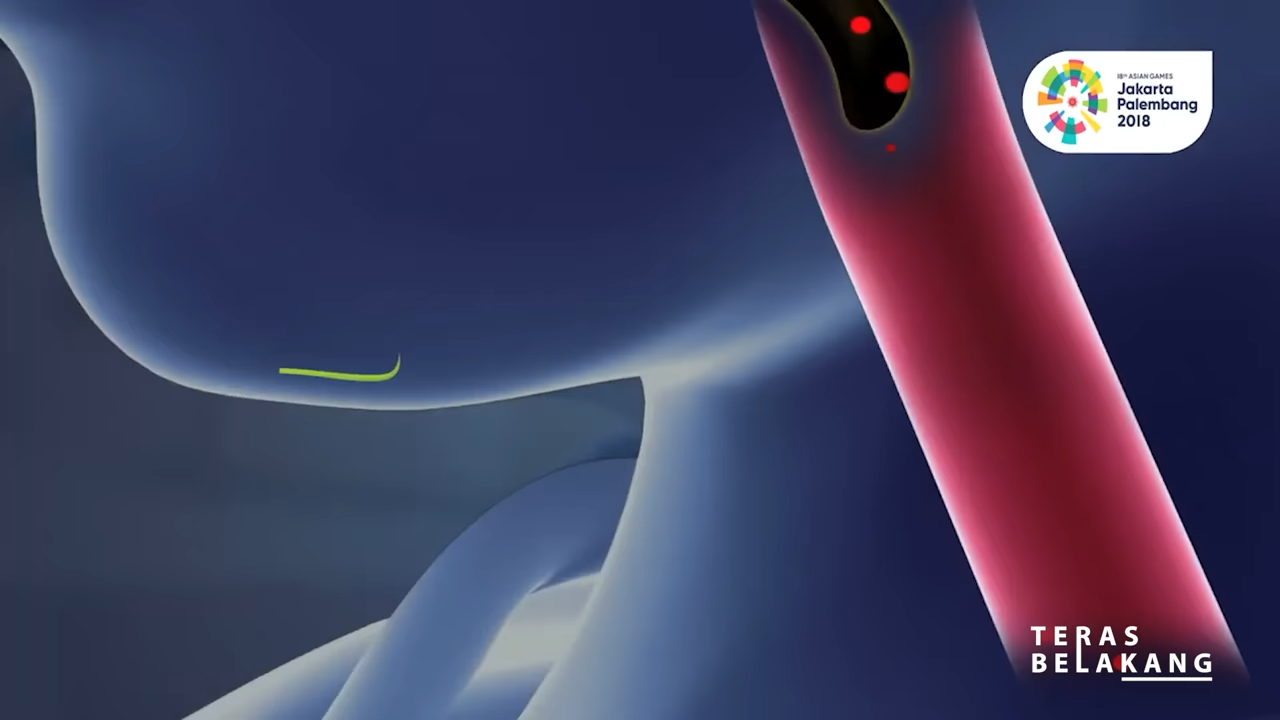 18th ASIAN GAMES
Jakarta
Palembang
2018
TERAS
BELAKANG